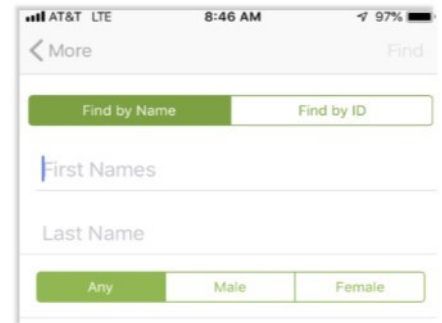 AT&T LTE 8:46 AM 97%
More Find
Find by Name Find by ID
First Names
Last Name
Any Male Female